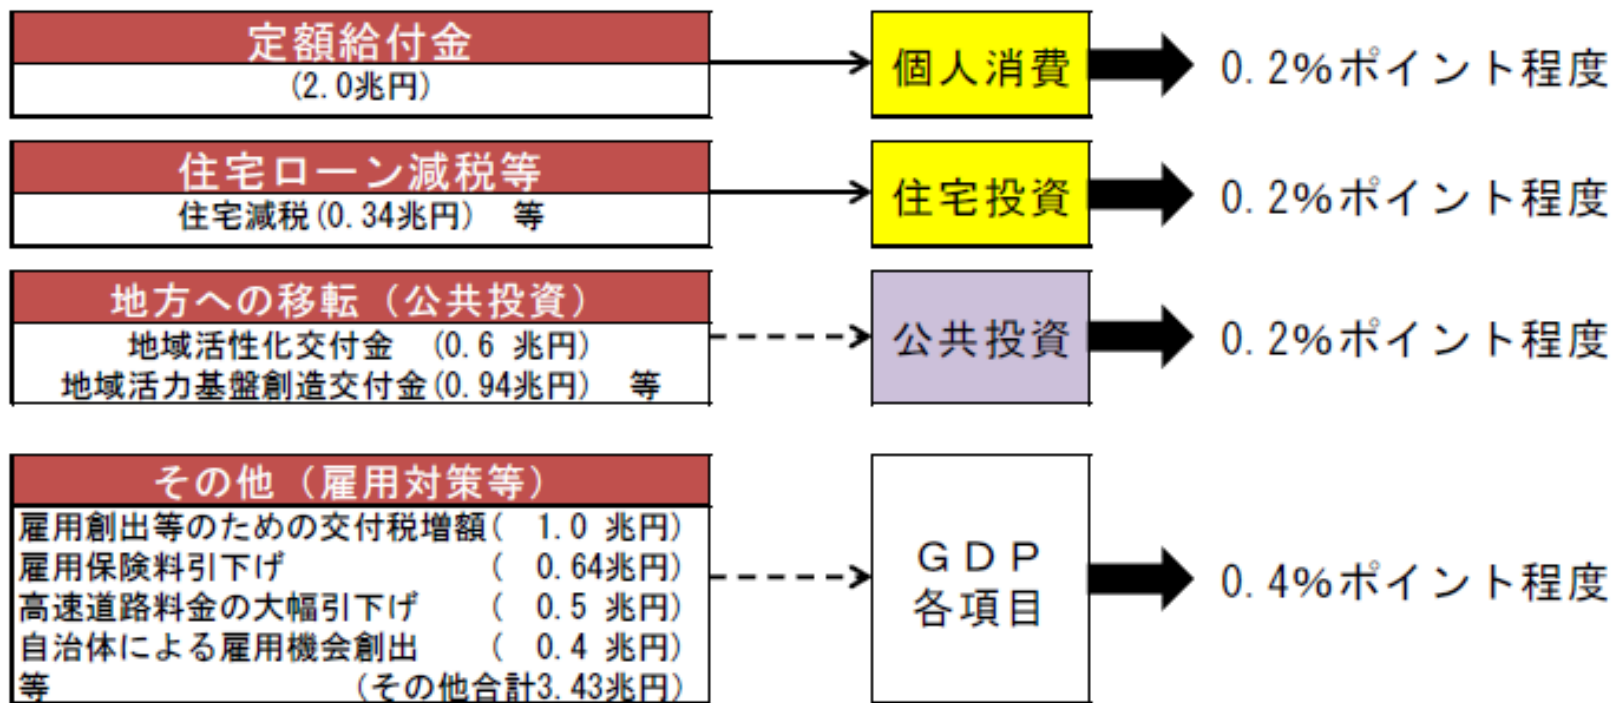 定額給付金
(2.0兆円)
個人消費
0.2%ポイント程度
住宅ローン減税等
住宅減税(0.34兆円) 等
住宅投資
0.2%ポイント程度
地方への移転（公共投資）
地域活性化交付金 (0.6 兆円)
地域活力基盤創造交付金(0.94兆円) 等
公共投資
0.2%ポイント程度
その他（雇用対策等）
雇用創出等のための交付税増額( 1.0 兆円)
雇用保険料引下げ ( 0.64兆円)
高速道路料金の大幅引下げ ( 0.5 兆円)
自治体による雇用機会創出 ( 0.4 兆円)
等 (その他合計3.43兆円)
ＧＤＰ
各項目
0.4%ポイント程度